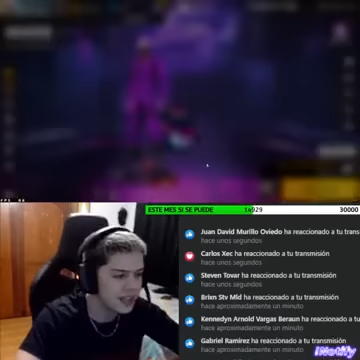 ESTE MES SI SE PUEDE 14929 30000
Juan David Murillo Oviedo ha reaccionado a tu trans
hace unos segundos
Carlos Xec ha reaccionado a tu transmisión
hace unos segundos
Steven Tovar ha reaccionado a tu transmisión
hace unos segundos
Brixn Stv Mld ha reaccionado a tu transmisión
hace aproximadamente un minuto
Kennedyn Arnold Vargas Beraun ha reaccionado a tu
hace aproximadamente un minuto
Gabriel Ramirez ha reaccionado a tu transmisión
hace aproximadamente un minuto